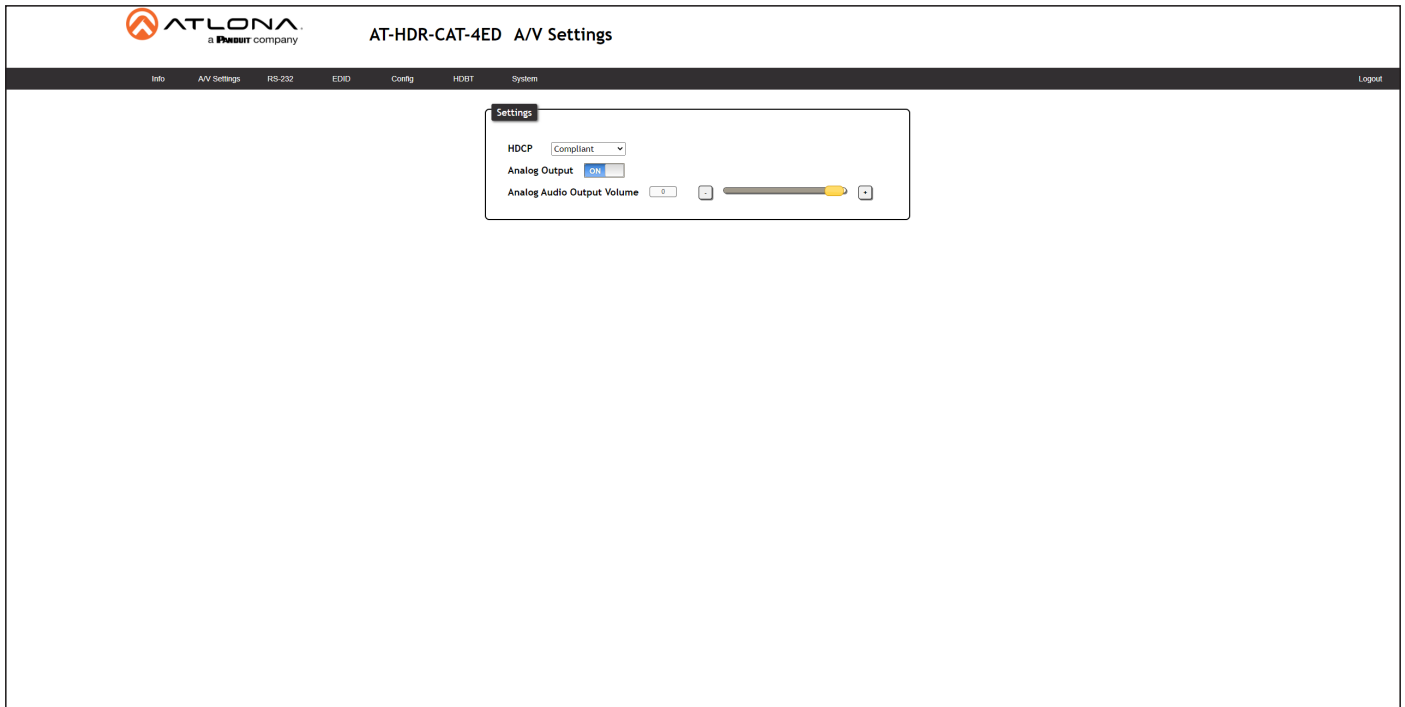 ATLONA.
a PANDUIT company
AT-HDR-CAT-4ED A/V Settings
Info A/V Settings RS-232 EDID Config HDBT System Logout
Settings
HDCP Compliant
Analog Output ON
Analog Audio Output Volume 0 - +